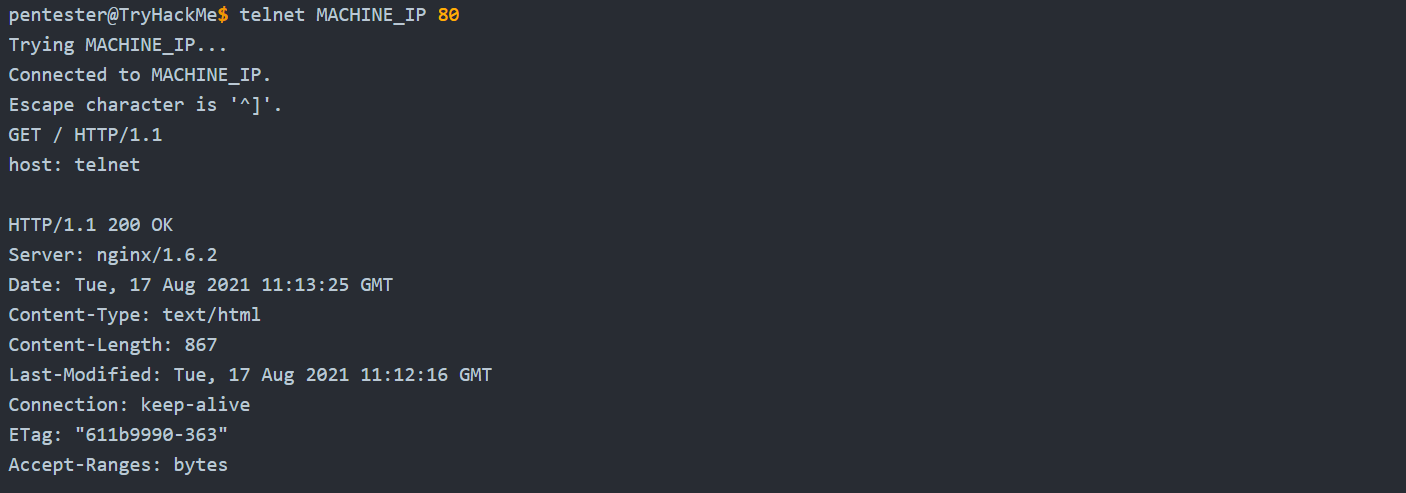 pentester@TryHackMe$ telnet MACHINE_IP 80
Trying MACHINE_IP...
Connected to MACHINE_IP.
Escape character is '^]'.
GET / HTTP/1.1
host: telnet
HTTP/1.1 200 OK
Server: nginx/1.6.2
Date: Tue, 17 Aug 2021 11:13:25 GMT
Content-Type: text/html
Content-Length: 867
Last-Modified: Tue, 17 Aug 2021 11:12:16 GMT
Connection: keep-alive
ETag: "611b9990-363"
Accept-Ranges: bytes